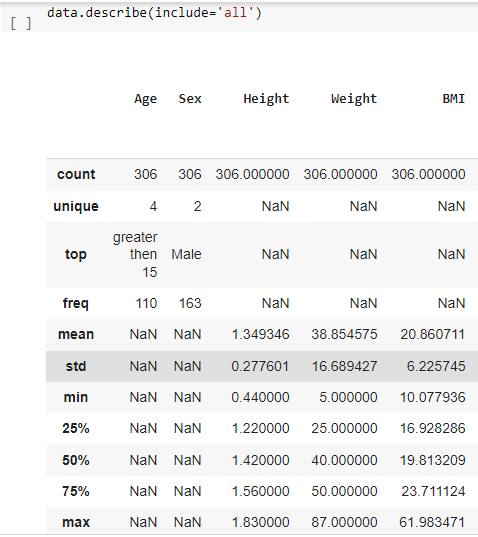 data.describe(include='all')
[ ]
Age Sex Height Weight BMI
count 306 306 306.000000 306.000000 306.000000
unique 4 2 NaN NaN NaN
greater
top then Male NaN NaN NaN
15
freq 110 163 NaN NaN NaN
mean NaN NaN 1.349346 38.854575 20.860711
std NaN NaN 0.277601 16.689427 6.225745
min NaN NaN 0.440000 5.000000 10.077936
25% NaN NaN 1.220000 25.000000 16.928286
50% NaN NaN 1.420000 40.000000 19.813209
75% NaN NaN 1.560000 50.000000 23.711124
max NaN NaN 1.830000 87.000000 61.983471